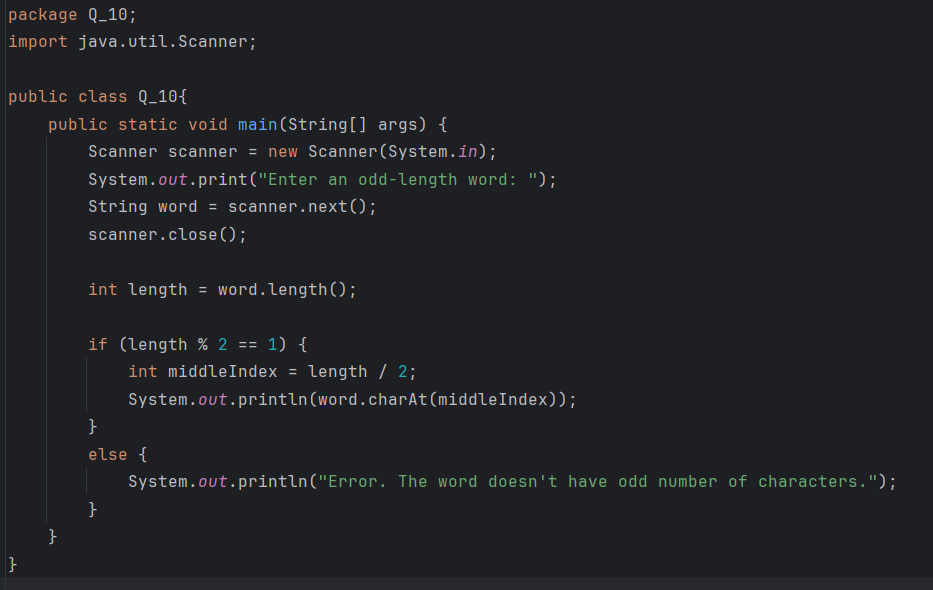 package Q_10;
import java.util.Scanner;
public class Q_10{
public static void main(String[] args) {
Scanner scanner = new Scanner(System.in);
System.out.print("Enter an odd-length word: ");
String word = scanner.next();
scanner.close();
int length = word.length();
if (length % 2 == 1) {
int middleIndex = length / 2;
System.out.println(word.charAt(middleIndex));
}
else {
System.out.println("Error. The word doesn't have odd number of characters.");
}
}
}